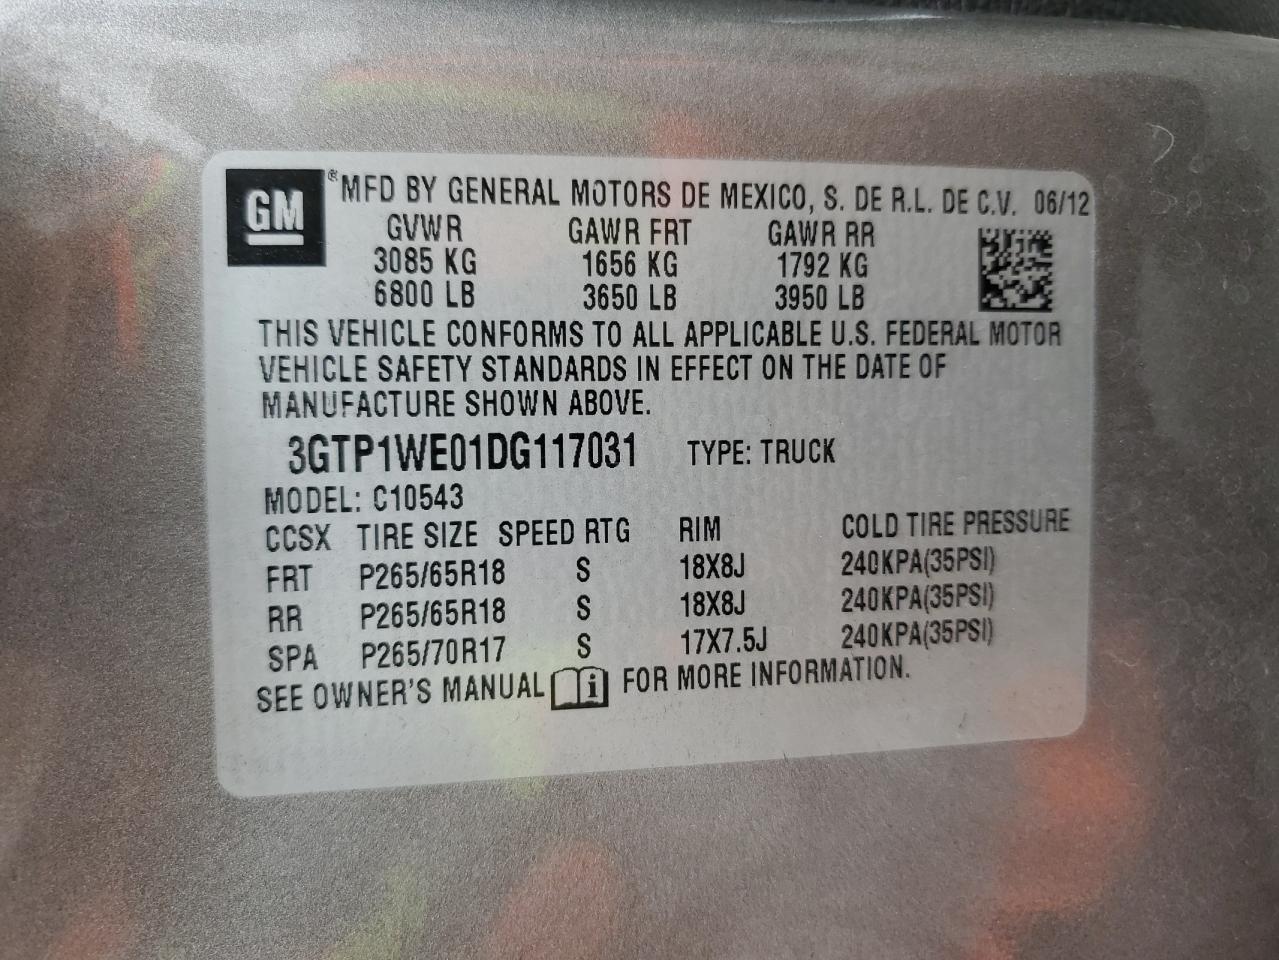 GM ® MFD BY GENERAL MOTORS DE MEXICO, S. DE R.L. DE C.V. 06/12
GVWR GAWR FRT GAWR RR
3085 KG 1656 KG 1792 KG
6800 LB 3650 LB 3950 LB
THIS VEHICLE CONFORMS TO ALL APPLICABLE U.S. FEDERAL MOTOR
VEHICLE SAFETY STANDARDS IN EFFECT ON THE DATE OF
MANUFACTURE SHOWN ABOVE.
3GTP1WE01DG117031 TYPE: TRUCK
MODEL: C10543
CCSX TIRE SIZE SPEED RTG RIM COLD TIRE PRESSURE
FRT P265/65R18 S 18X8J 240KPA(35PSI)
RR P265/65R18 S 18X8J 240KPA(35PSI)
SPA P265/70R17 S 17X7.5J 240KPA(35PSI)
SEE OWNER'S MANUAL i FOR MORE INFORMATION.